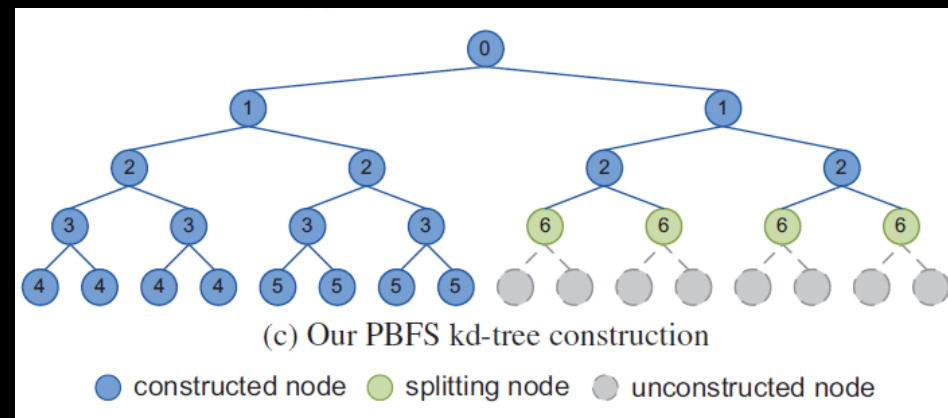 0
1 1
2 2 2 2
3 3 3 3 6 6 6 6
4 4 4 4 5 5 5 5
(c) Our PBFS kd-tree construction
constructed node splitting node unconstructed node